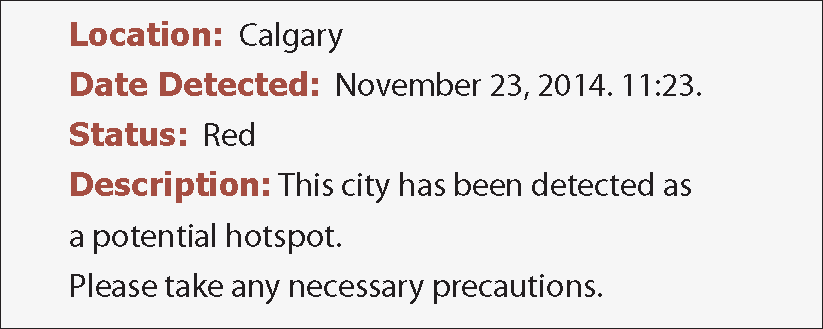 Location: Calgary
Date Detected: November 23, 2014. 11:23.
Status: Red
Description: This city has been detected as
a potential hotspot.
Please take any necessary precautions.